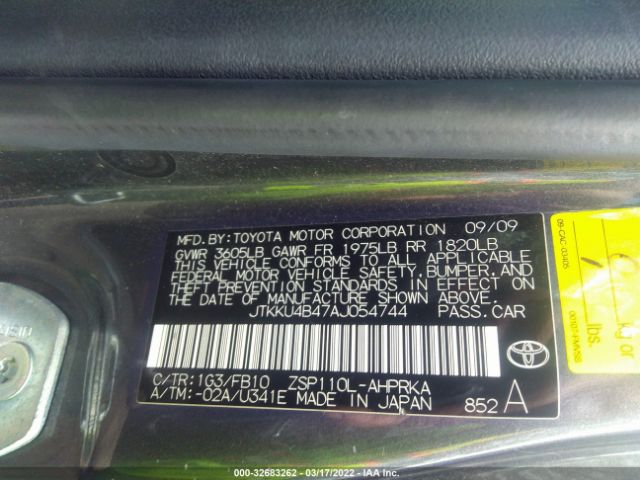 MFD.BY:TOYOTA MOTOR CORPORATION 09/09
GVWR 3605LB GAWR FR 1975LB RR 1820LB
THIS VEHICLE CONFORMS TO ALL APPLICABLE
FEDERAL MOTOR VEHICLE SAFETY, BUMPER, AND
THEFT PREVENTION STANDARDS IN EFFECT ON
THE DATE OF MANUFACTURE SHOWN ABOVE.
JTKKU4B47AJ054744 PASS.CAR
C/TR:1G3/FB10 ZSP110L-AHPRKA
A/TM:-02A/U341E MADE IN JAPAN 852 A
09-CAC-03405
lbs.
000-32683262 - 03/17/2022 - IAA Inc.